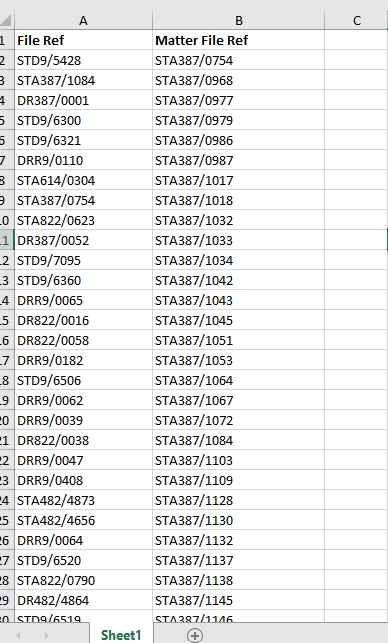 A B C
1 File Ref Matter File Ref
2 STD9/5428 STA387/0754
3 STA387/1084 STA387/0968
4 DR387/0001 STA387/0977
5 STD9/6300 STA387/0979
6 STD9/6321 STA387/0986
7 DRR9/0110 STA387/0987
8 STA614/0304 STA387/1017
9 STA387/0754 STA387/1018
10 STA822/0623 STA387/1032
11 DR387/0052 STA387/1033
12 STD9/7095 STA387/1034
13 STD9/6360 STA387/1042
14 DRR9/0065 STA387/1043
15 DR822/0016 STA387/1045
16 DR822/0058 STA387/1051
17 DRR9/0182 STA387/1053
18 STD9/6506 STA387/1064
19 DRR9/0062 STA387/1067
20 DRR9/0039 STA387/1072
21 DR822/0038 STA387/1084
22 DRR9/0047 STA387/1103
23 DRR9/0408 STA387/1109
24 STA482/4873 STA387/1128
25 STA482/4656 STA387/1130
26 DRR9/0064 STA387/1132
27 STD9/6520 STA387/1137
28 STA822/0790 STA387/1138
29 DR482/4864 STA387/1145
30 STD9/6519 STA387/1146
Sheet1